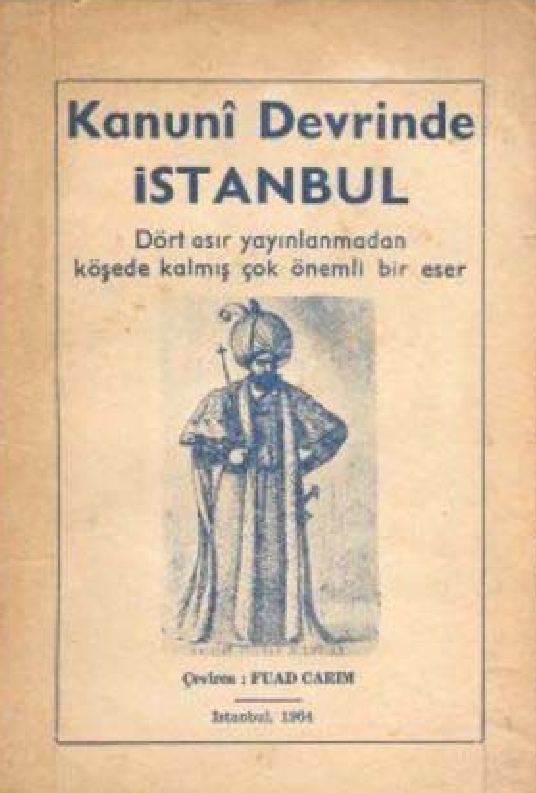 Kanunî Devrinde
İSTANBUL
Dört asır yayınlanmadan
köşede kalmış çok önemli bir eser
Çeviren : FUAD CARIM
İstanbul, 1964